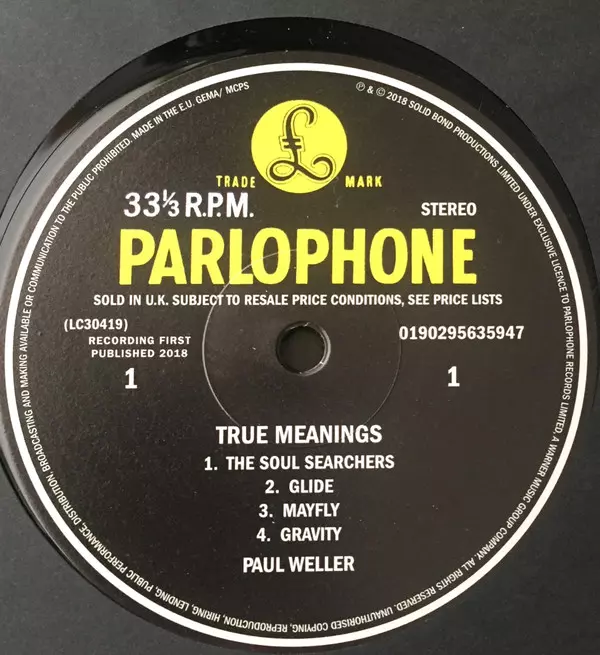 MADE IN THE E.U. GEMA/ MCPS
℗ & © 2018 SOLID BOND PRODUCTIONS LIMITED UNDER EXCLUSIVE LICENCE TO PARLOPHONE RECORDS LIMITED, A WARNER MUSIC GROUP COMPANY. ALL RIGHTS RESERVED. UNAUTHORISED COPYING, REPRODUCTION, HIRING, LENDING, PUBLIC PERFORMANCE, DISTRIBUTION, BROADCASTING AND MAKING AVAILABLE OR COMMUNICATION TO THE PUBLIC PROHIBITED.
£
TRADE MARK
33⅓ R.P.M. STEREO
PARLOPHONE
SOLD IN U.K. SUBJECT TO RESALE PRICE CONDITIONS, SEE PRICE LISTS
(LC30419) 0190295635947
RECORDING FIRST
PUBLISHED 2018
1 1
TRUE MEANINGS
1. THE SOUL SEARCHERS
2. GLIDE
3. MAYFLY
4. GRAVITY
PAUL WELLER